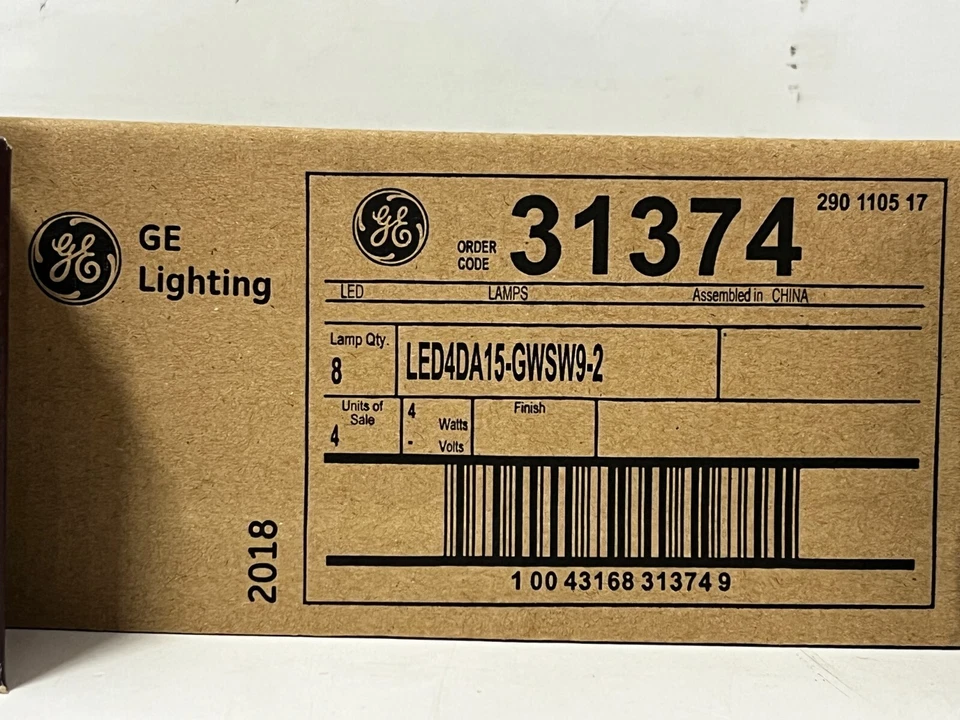 GE
GE
Lighting
2018
GE
ORDER
CODE
31374
290 1105 17
LED LAMPS Assembled in CHINA
Lamp Qty.
8
LED4DA15-GWSW9-2
Units of
Sale
4
4
Watts
- Volts
Finish
1 00 43168 31374 9